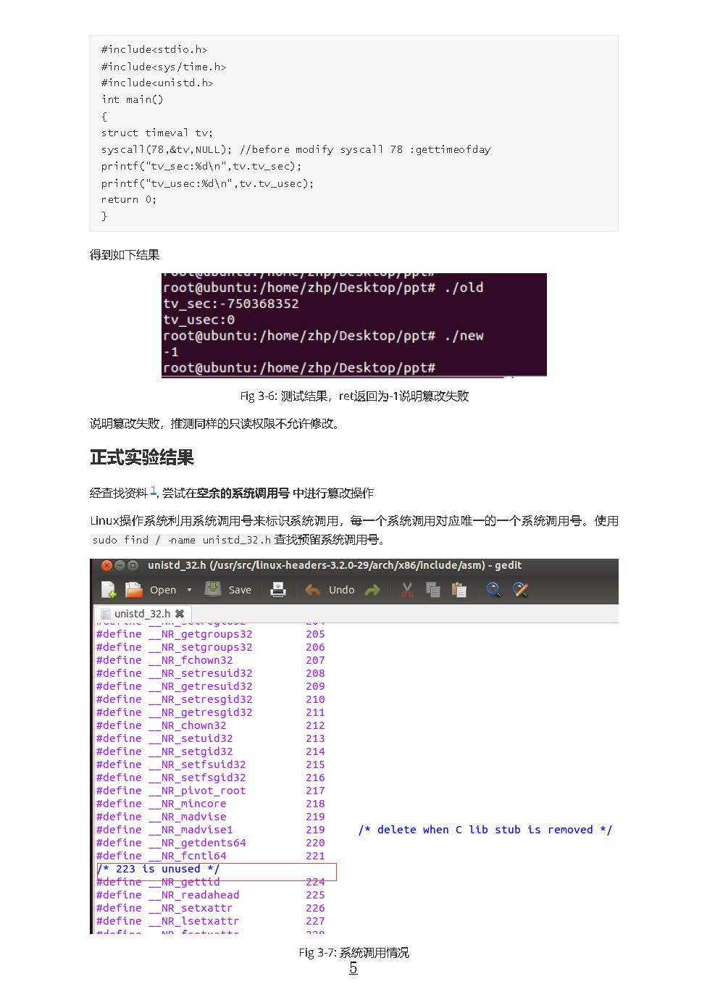 #include<stdio.h>
#include<sys/time.h>
#include<unistd.h>
int main()
{
struct timeval tv;
syscall(78,&tv,NULL); //before modify syscall 78 :gettimeofday
printf("tv_sec:%d\n",tv.tv_sec);
printf("tv_usec:%d\n",tv.tv_usec);
return 0;
}
得到如下结果
root@ubuntu:/home/zhp/Desktop/ppt#
root@ubuntu:/home/zhp/Desktop/ppt# ./old
tv_sec:-750368352
tv_usec:0
root@ubuntu:/home/zhp/Desktop/ppt# ./new
-1
root@ubuntu:/home/zhp/Desktop/ppt#
Fig 3-6: 测试结果，ret返回为-1说明篡改失败
说明篡改失败，推测同样的只读权限不允许修改。
正式实验结果
经查找资料 1, 尝试在空余的系统调用号 中进行篡改操作
Linux操作系统利用系统调用号来标识系统调用，每一个系统调用对应唯一的一个系统调用号。使用
sudo find / -name unistd_32.h 查找预留系统调用号。
unistd_32.h (/usr/src/linux-headers-3.2.0-29/arch/x86/include/asm) - gedit
Open Save Undo
unistd_32.h
#define __NR_setregid32 204
#define __NR_getgroups32 205
#define __NR_setgroups32 206
#define __NR_fchown32 207
#define __NR_setresuid32 208
#define __NR_getresuid32 209
#define __NR_setresgid32 210
#define __NR_getresgid32 211
#define __NR_chown32 212
#define __NR_setuid32 213
#define __NR_setgid32 214
#define __NR_setfsuid32 215
#define __NR_setfsgid32 216
#define __NR_pivot_root 217
#define __NR_mincore 218
#define __NR_madvise 219
#define __NR_madvise1 219 /* delete when C lib stub is removed */
#define __NR_getdents64 220
#define __NR_fcntl64 221
/* 223 is unused */
#define __NR_gettid 224
#define __NR_readahead 225
#define __NR_setxattr 226
#define __NR_lsetxattr 227
#define __NR_fsetxattr 228
Fig 3-7: 系统调用情况
5